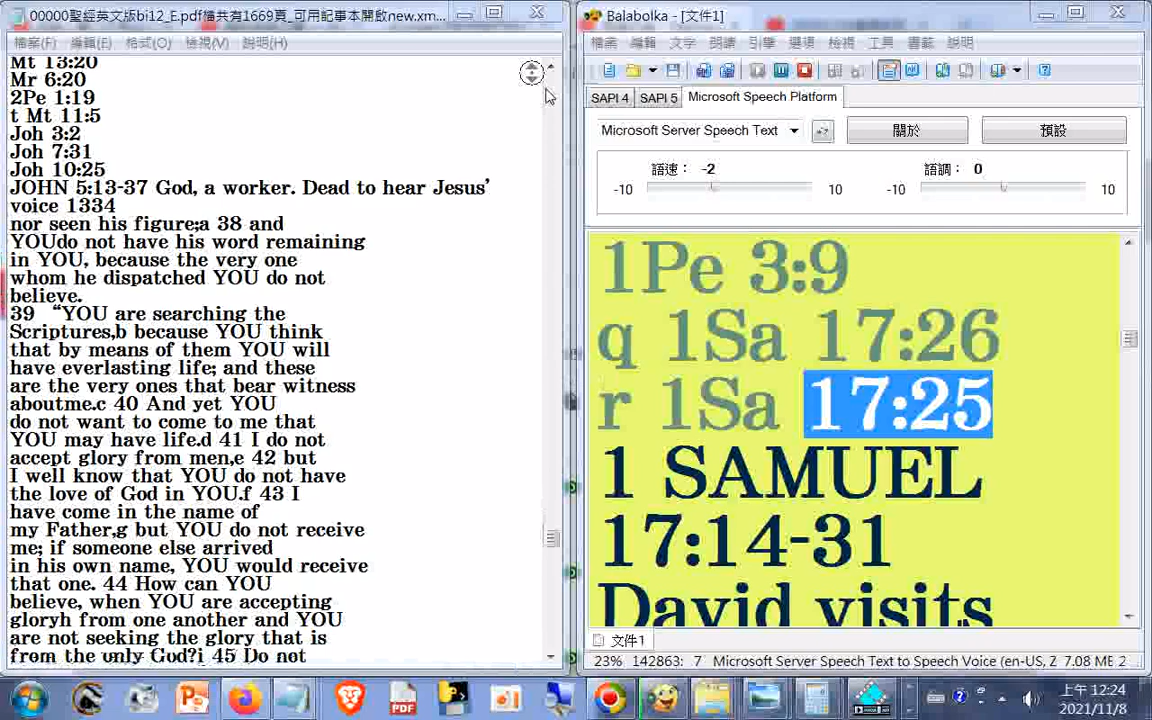 00000聖經英文版bi12_E.pdf檔共有1669頁_可用記事本開啟new.xm...
檔案(F) 編輯(E) 格式(O) 檢視(V) 說明(H)
Mt 13:20
Mr 6:20
2Pe 1:19
t Mt 11:5
Joh 3:2
Joh 7:31
Joh 10:25
JOHN 5:13-37 God, a worker. Dead to hear Jesus’
voice 1334
nor seen his figure;a 38 and
YOUdo not have his word remaining
in YOU, because the very one
whom he dispatched YOU do not
believe.
39 “YOU are searching the
Scriptures,b because YOU think
that by means of them YOU will
have everlasting life; and these
are the very ones that bear witness
aboutme.c 40 And yet YOU
do not want to come to me that
YOU may have life.d 41 I do not
accept glory from men,e 42 but
I well know that YOU do not have
the love of God in YOU.f 43 I
have come in the name of
my Father,g but YOU do not receive
me; if someone else arrived
in his own name, YOU would receive
that one. 44 How can YOU
believe, when YOU are accepting
gloryh from one another and YOU
are not seeking the glory that is
from the only God?i 45 Do not
Balabolka - [文件1]
檔案 編輯 文字 朗讀 引擎 選項 檢視 工具 書籤 說明
SAPI 4 SAPI 5 Microsoft Speech Platform
Microsoft Server Speech Text 關於 預設
語速: -2 語調: 0
-10 10 -10 10
1Pe 3:9
q 1Sa 17:26
r 1Sa 17:25
1 SAMUEL
17:14-31
David visits
文件1
23% 142863: 7 Microsoft Server Speech Text to Speech Voice (en-US, Z 7.08 MB 2
PDF
上午 12:24
2021/11/8